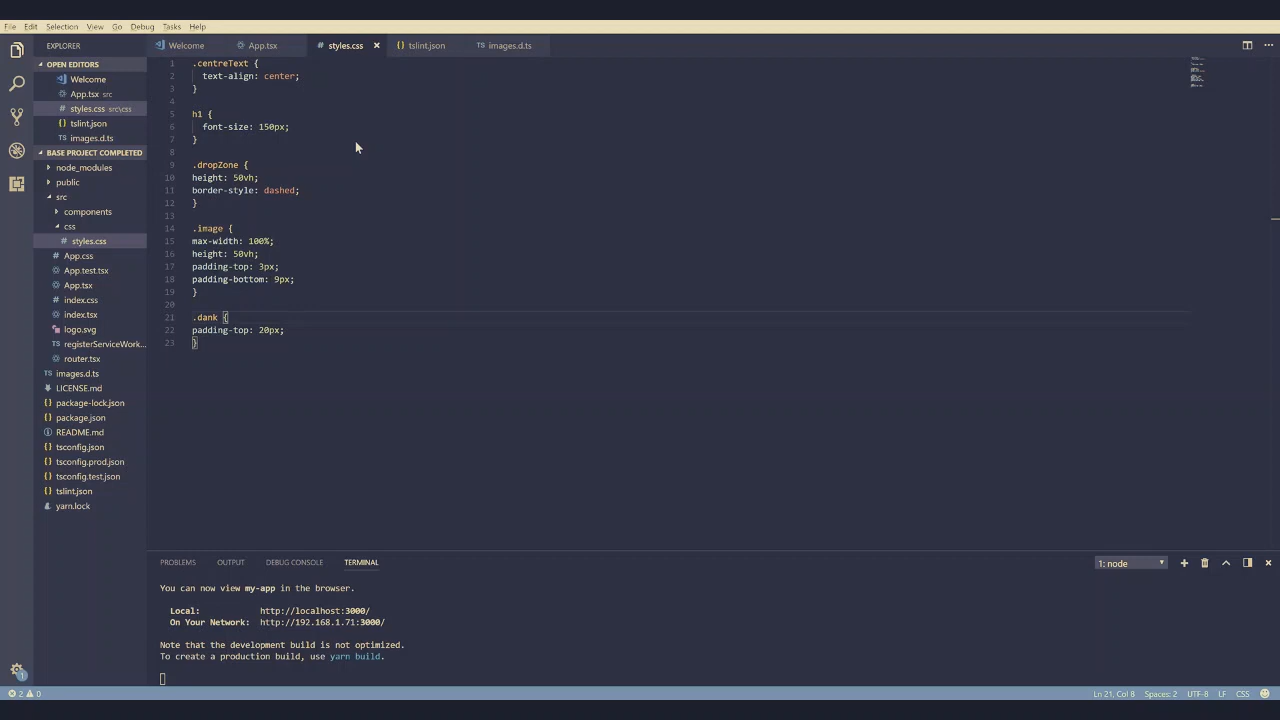 File Edit Selection View Go Debug Tasks Help
EXPLORER
OPEN EDITORS
Welcome
App.tsx src
# styles.css src\css
{} tslint.json
TS images.d.ts
BASE PROJECT COMPLETED
node_modules
public
src
components
css
# styles.css
App.css
App.test.tsx
App.tsx
index.css
index.tsx
logo.svg
TS registerServiceWork...
router.tsx
TS images.d.ts
LICENSE.md
{} package-lock.json
{} package.json
README.md
{} tsconfig.json
{} tsconfig.prod.json
{} tsconfig.test.json
{} tslint.json
yarn.lock
Welcome App.tsx # styles.css {} tslint.json TS images.d.ts
1 .centreText {
2 text-align: center;
3 }
4
5 h1 {
6 font-size: 150px;
7 }
8
9 .dropZone {
10 height: 50vh;
11 border-style: dashed;
12 }
13
14 .image {
15 max-width: 100%;
16 height: 50vh;
17 padding-top: 3px;
18 padding-bottom: 9px;
19 }
20
21 .dank {
22 padding-top: 20px;
23 }
PROBLEMS OUTPUT DEBUG CONSOLE TERMINAL 1: node
You can now view my-app in the browser.
Local: http://localhost:3000/
On Your Network: http://192.168.1.71:3000/
Note that the development build is not optimized.
To create a production build, use yarn build.
1
2 0 Ln 21, Col 8 Spaces: 2 UTF-8 LF CSS